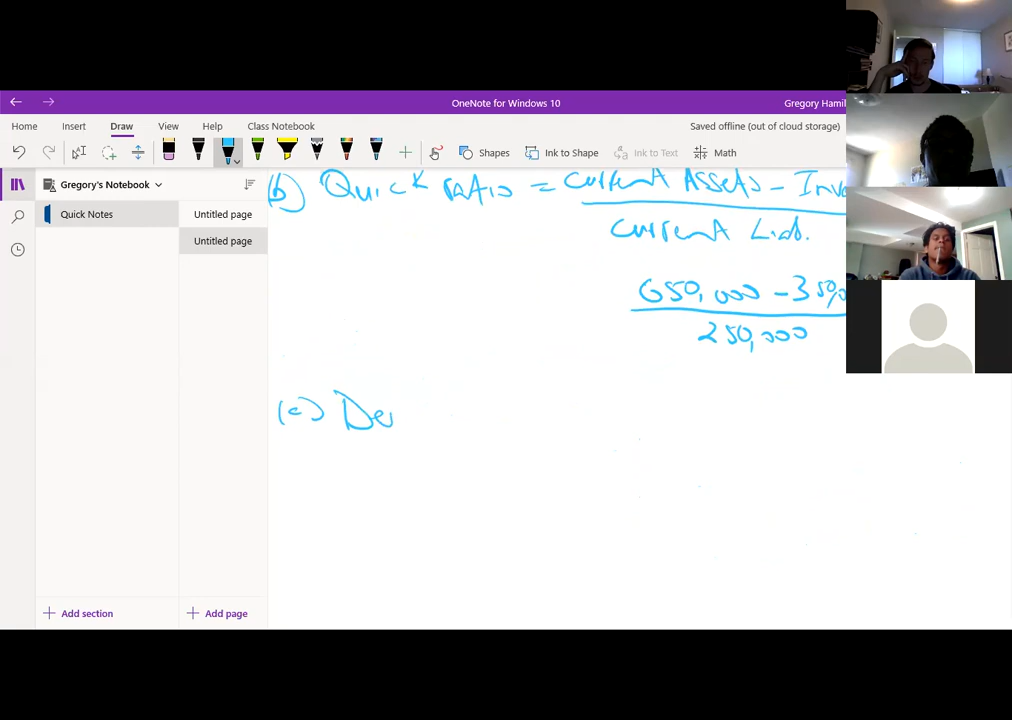 OneNote for Windows 10
Gregory Hamil
Home Insert Draw View Help Class Notebook
Saved offline (out of cloud storage)
Shapes Ink to Shape Ink to Text Math
Gregory's Notebook
Quick Notes
Untitled page
Untitled page
(b) Quick ratio = Current Assets - Inv
Current Liab.
650,000 - 350,0
250,000
(c) De
Add section
Add page